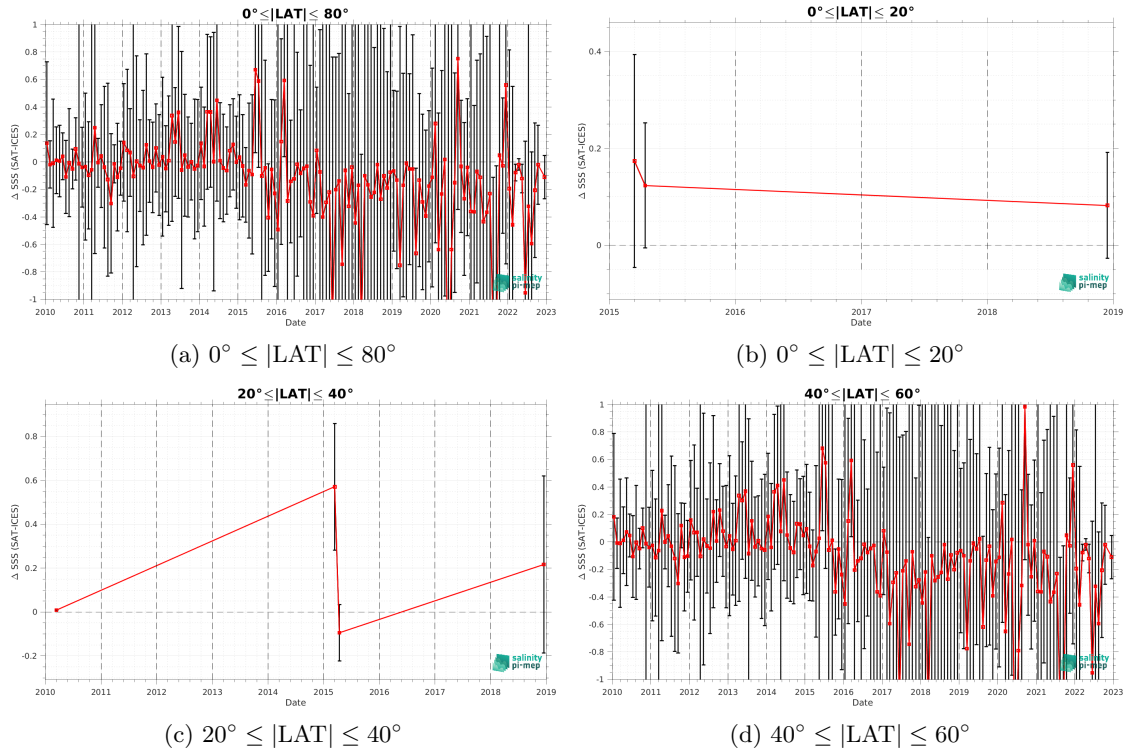 0°≤|LAT|≤ 80°
Δ SSS (SAT-ICES)
1
0.8
0.6
0.4
0.2
0
-0.2
-0.4
-0.6
-0.8
-1
2010 2011 2012 2013 2014 2015 2016 2017 2018 2019 2020 2021 2022 2023
Date
salinity
pi-mep
(a) 0° ≤ |LAT| ≤ 80°
0°≤|LAT|≤ 20°
Δ SSS (SAT-ICES)
0.4
0.2
0
2015 2016 2017 2018 2019
Date
salinity
pi-mep
(b) 0° ≤ |LAT| ≤ 20°
20°≤|LAT|≤ 40°
Δ SSS (SAT-ICES)
0.8
0.6
0.4
0.2
0
-0.2
2010 2011 2012 2013 2014 2015 2016 2017 2018 2019
Date
salinity
pi-mep
(c) 20° ≤ |LAT| ≤ 40°
40°≤|LAT|≤ 60°
Δ SSS (SAT-ICES)
1
0.8
0.6
0.4
0.2
0
-0.2
-0.4
-0.6
-0.8
-1
2010 2011 2012 2013 2014 2015 2016 2017 2018 2019 2020 2021 2022 2023
Date
salinity
pi-mep
(d) 40° ≤ |LAT| ≤ 60°